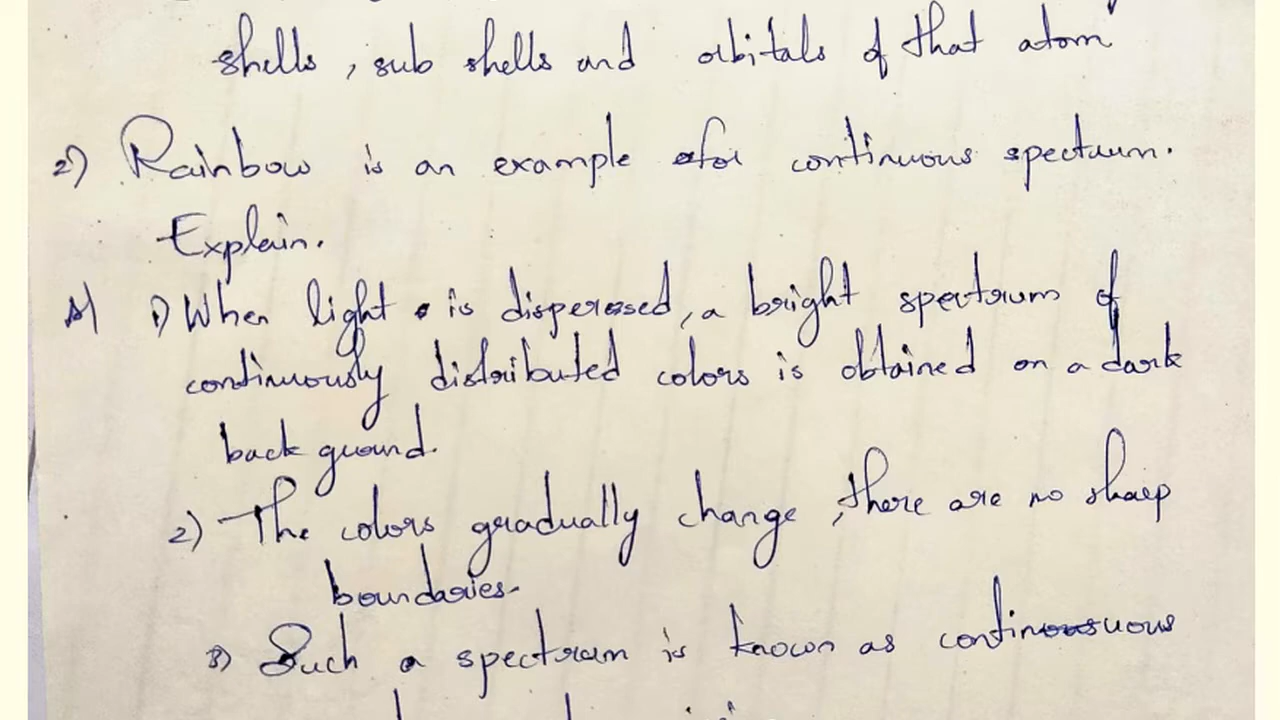 shells, sub shells and orbitals of that atom
2) Rainbow is an example for continuous spectrum.
Explain.
A) 1) When light is dispersed, a bright spectrum of
continuously distributed colors is obtained on a dark
back ground.
2) The colors gradually change, there are no sharp
boundaries.
3) Such a spectrum is known as continuous